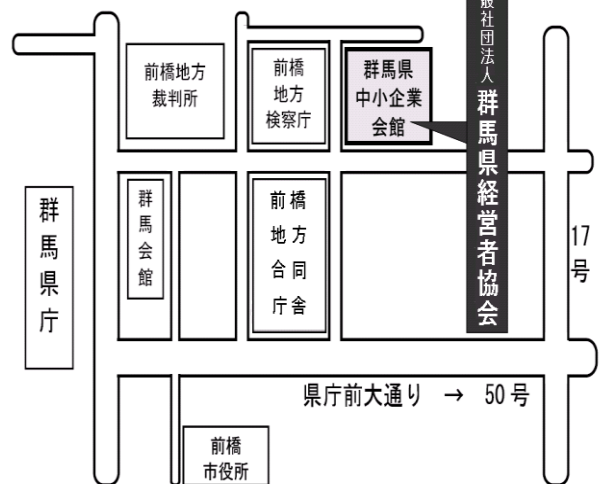 前橋地方
裁判所
前橋
地方
検察庁
群馬県
中小企業
会館
般社団法人 群馬県経営者協会
群馬県庁
群馬会館
前橋
地方
合同
庁舎
17
号
県庁前大通り → 50号
前橋
市役所